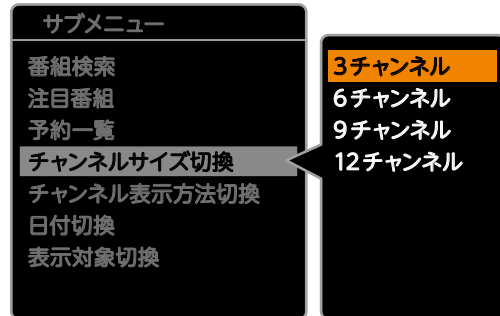 サブメニュー
番組検索
注目番組
予約一覧
チャンネルサイズ切換
チャンネル表示方法切換
日付切換
表示対象切換
3チャンネル
6チャンネル
9チャンネル
12チャンネル